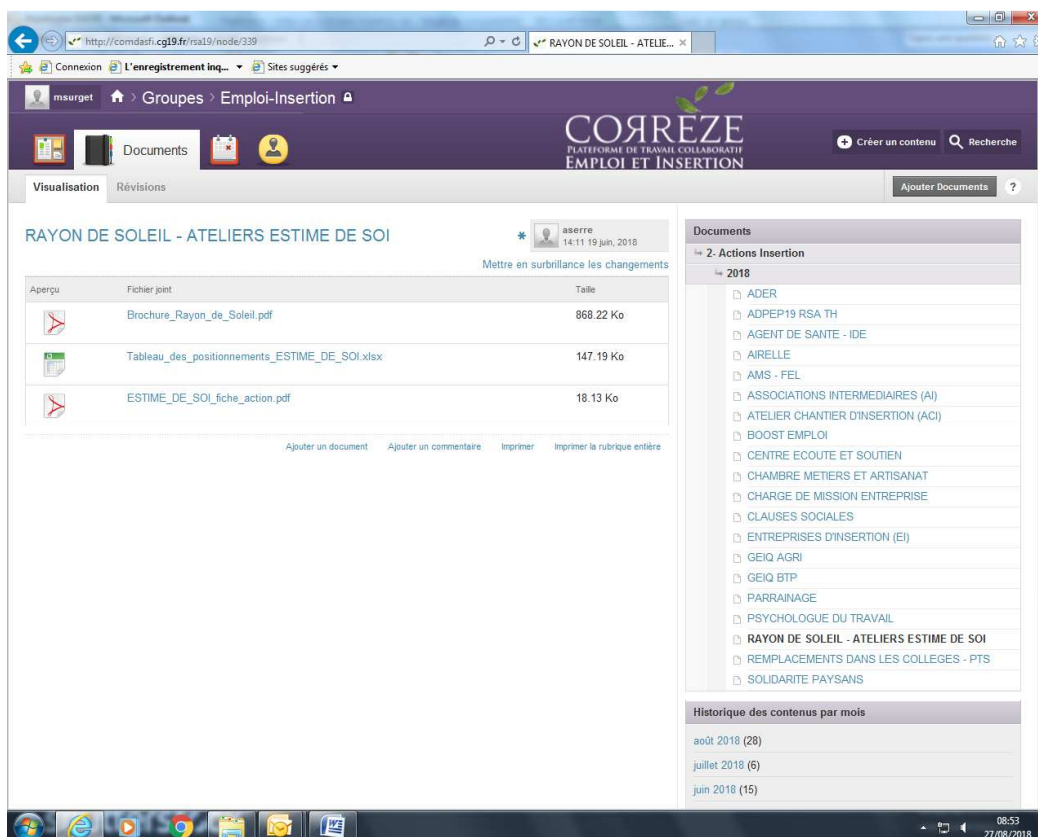 http://comdasfi.cg19.fr/rsa19/node/339
RAYON DE SOLEIL - ATELIE...
Connexion L'enregistrement inq... Sites suggérés
msurget > Groupes > Emploi-Insertion
Documents
CORRÈZE
PLATEFORME DE TRAVAIL COLLABORATIF
EMPLOI ET INSERTION
Créer un contenu Recherche
Visualisation Révisions
Ajouter Documents ?
RAYON DE SOLEIL - ATELIERS ESTIME DE SOI
* aserre
14:11 19 juin, 2018
Mettre en surbrillance les changements
Aperçu Fichier joint Taille
Brochure_Rayon_de_Soleil.pdf 868.22 Ko
Tableau_des_positionnements_ESTIME_DE_SOI.xlsx 147.19 Ko
ESTIME_DE_SOI_fiche_action.pdf 18.13 Ko
Ajouter un document Ajouter un commentaire Imprimer Imprimer la rubrique entière
Documents
2- Actions Insertion
2018
ADER
ADPEP19 RSA TH
AGENT DE SANTE - IDE
AIRELLE
AMS - FEL
ASSOCIATIONS INTERMEDIAIRES (AI)
ATELIER CHANTIER D'INSERTION (ACI)
BOOST EMPLOI
CENTRE ECOUTE ET SOUTIEN
CHAMBRE METIERS ET ARTISANAT
CHARGE DE MISSION ENTREPRISE
CLAUSES SOCIALES
ENTREPRISES D'INSERTION (EI)
GEIQ AGRI
GEIQ BTP
PARRAINAGE
PSYCHOLOGUE DU TRAVAIL
RAYON DE SOLEIL - ATELIERS ESTIME DE SOI
REMPLACEMENTS DANS LES COLLEGES - PTS
SOLIDARITE PAYSANS
Historique des contenus par mois
août 2018 (28)
juillet 2018 (6)
juin 2018 (15)
08:53
27/08/2018